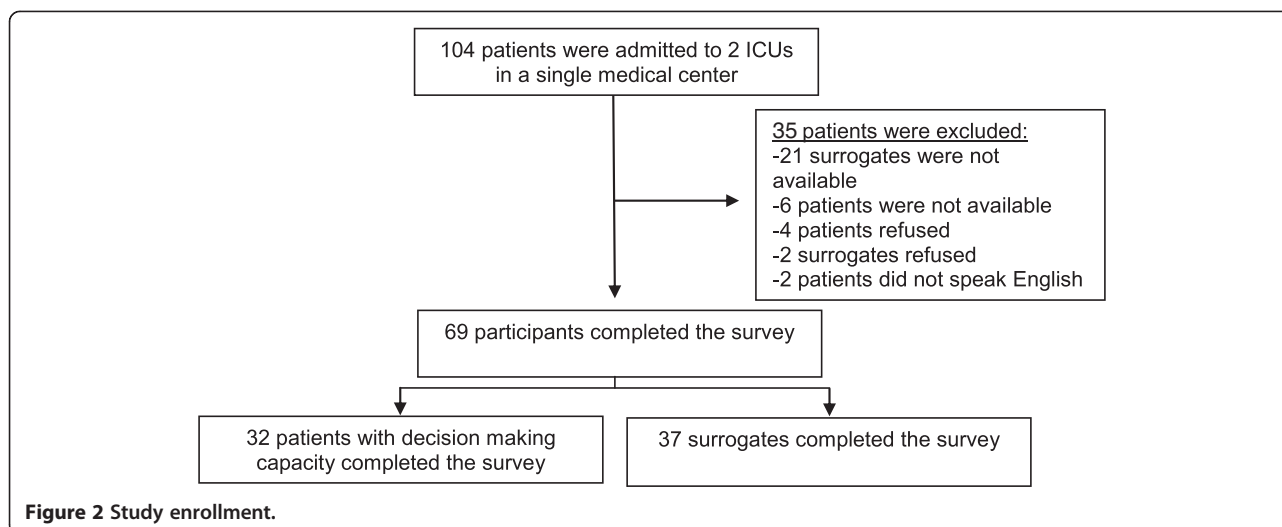 104 patients were admitted to 2 ICUs
in a single medical center
35 patients were excluded:
-21 surrogates were not
available
-6 patients were not available
-4 patients refused
-2 surrogates refused
-2 patients did not speak English
69 participants completed the survey
32 patients with decision making
capacity completed the survey
37 surrogates completed the survey
Figure 2 Study enrollment.